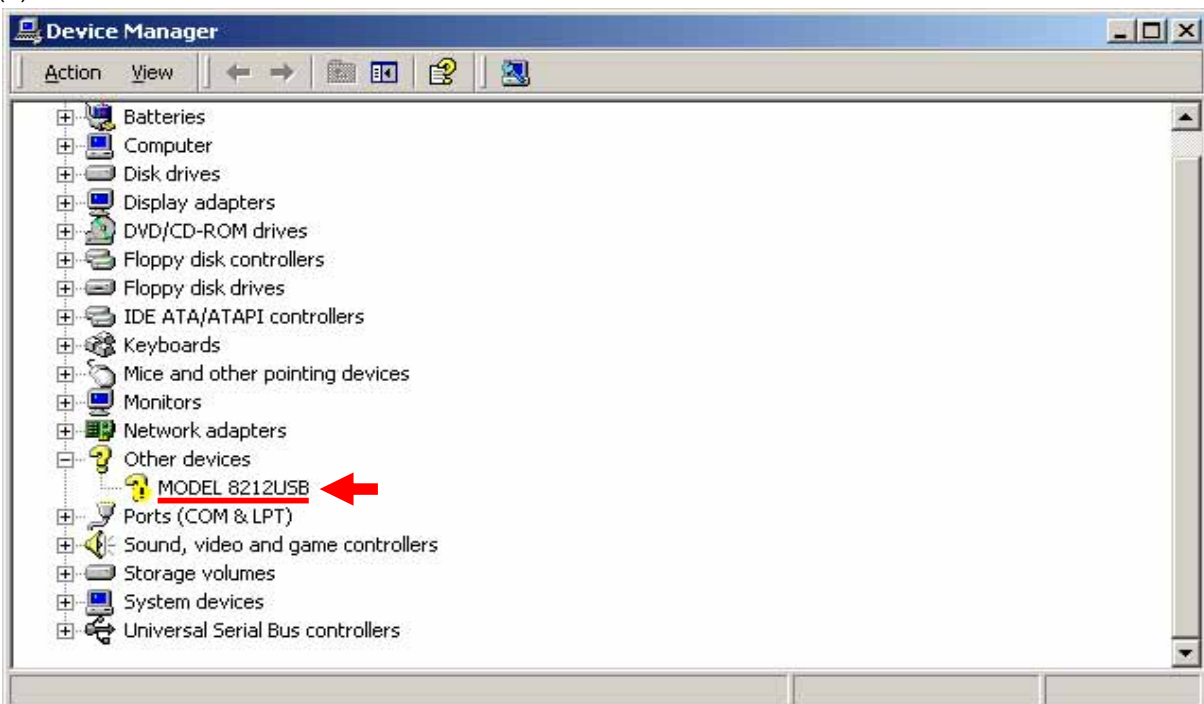 Device Manager
Action View
Batteries
Computer
Disk drives
Display adapters
DVD/CD-ROM drives
Floppy disk controllers
Floppy disk drives
IDE ATA/ATAPI controllers
Keyboards
Mice and other pointing devices
Monitors
Network adapters
Other devices
MODEL 8212USB
Ports (COM & LPT)
Sound, video and game controllers
Storage volumes
System devices
Universal Serial Bus controllers